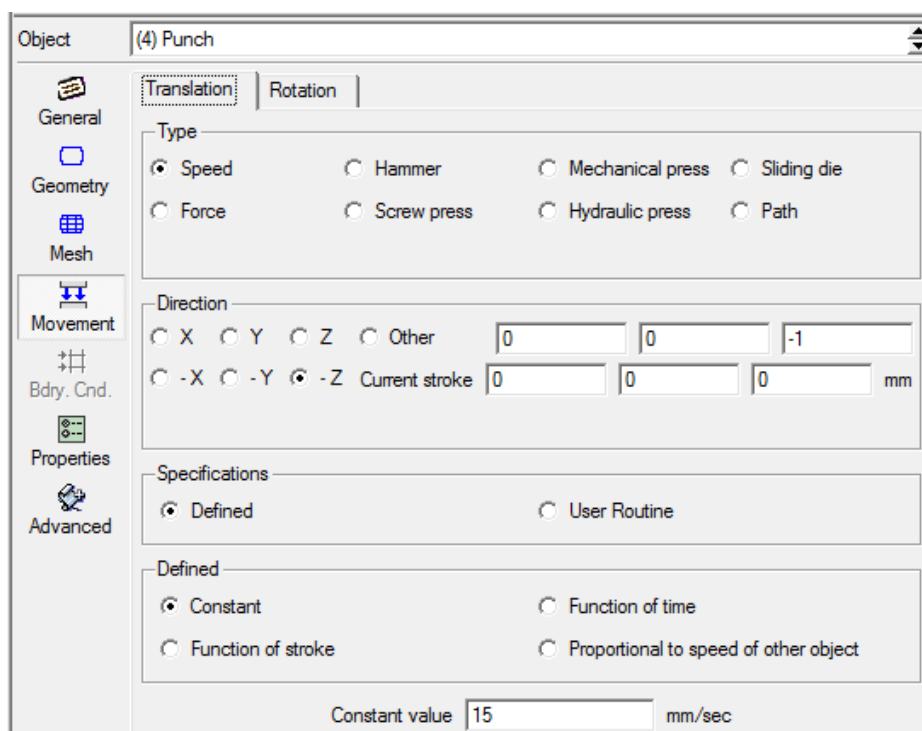 Object (4) Punch
General
Geometry
Mesh
Movement
Bdry. Cnd.
Properties
Advanced
Translation Rotation
Type
Speed Hammer Mechanical press Sliding die
Force Screw press Hydraulic press Path
Direction
X Y Z Other 0 0 -1
-X -Y -Z Current stroke 0 0 0 mm
Specifications
Defined User Routine
Defined
Constant Function of time
Function of stroke Proportional to speed of other object
Constant value 15 mm/sec